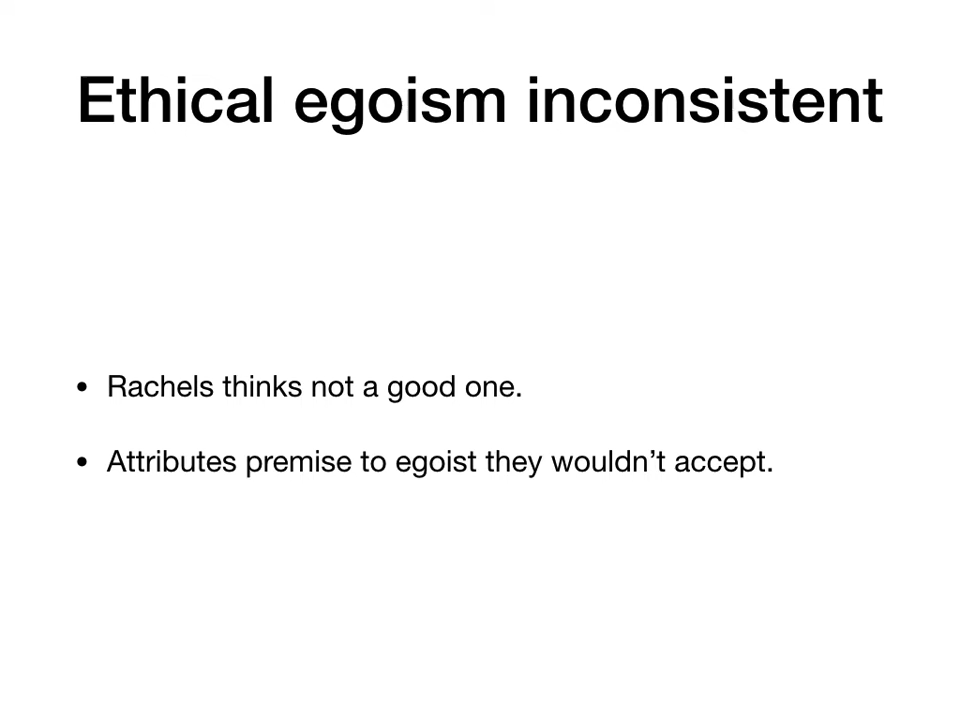 Ethical egoism inconsistent
• Rachels thinks not a good one.
• Attributes premise to egoist they wouldn’t accept.